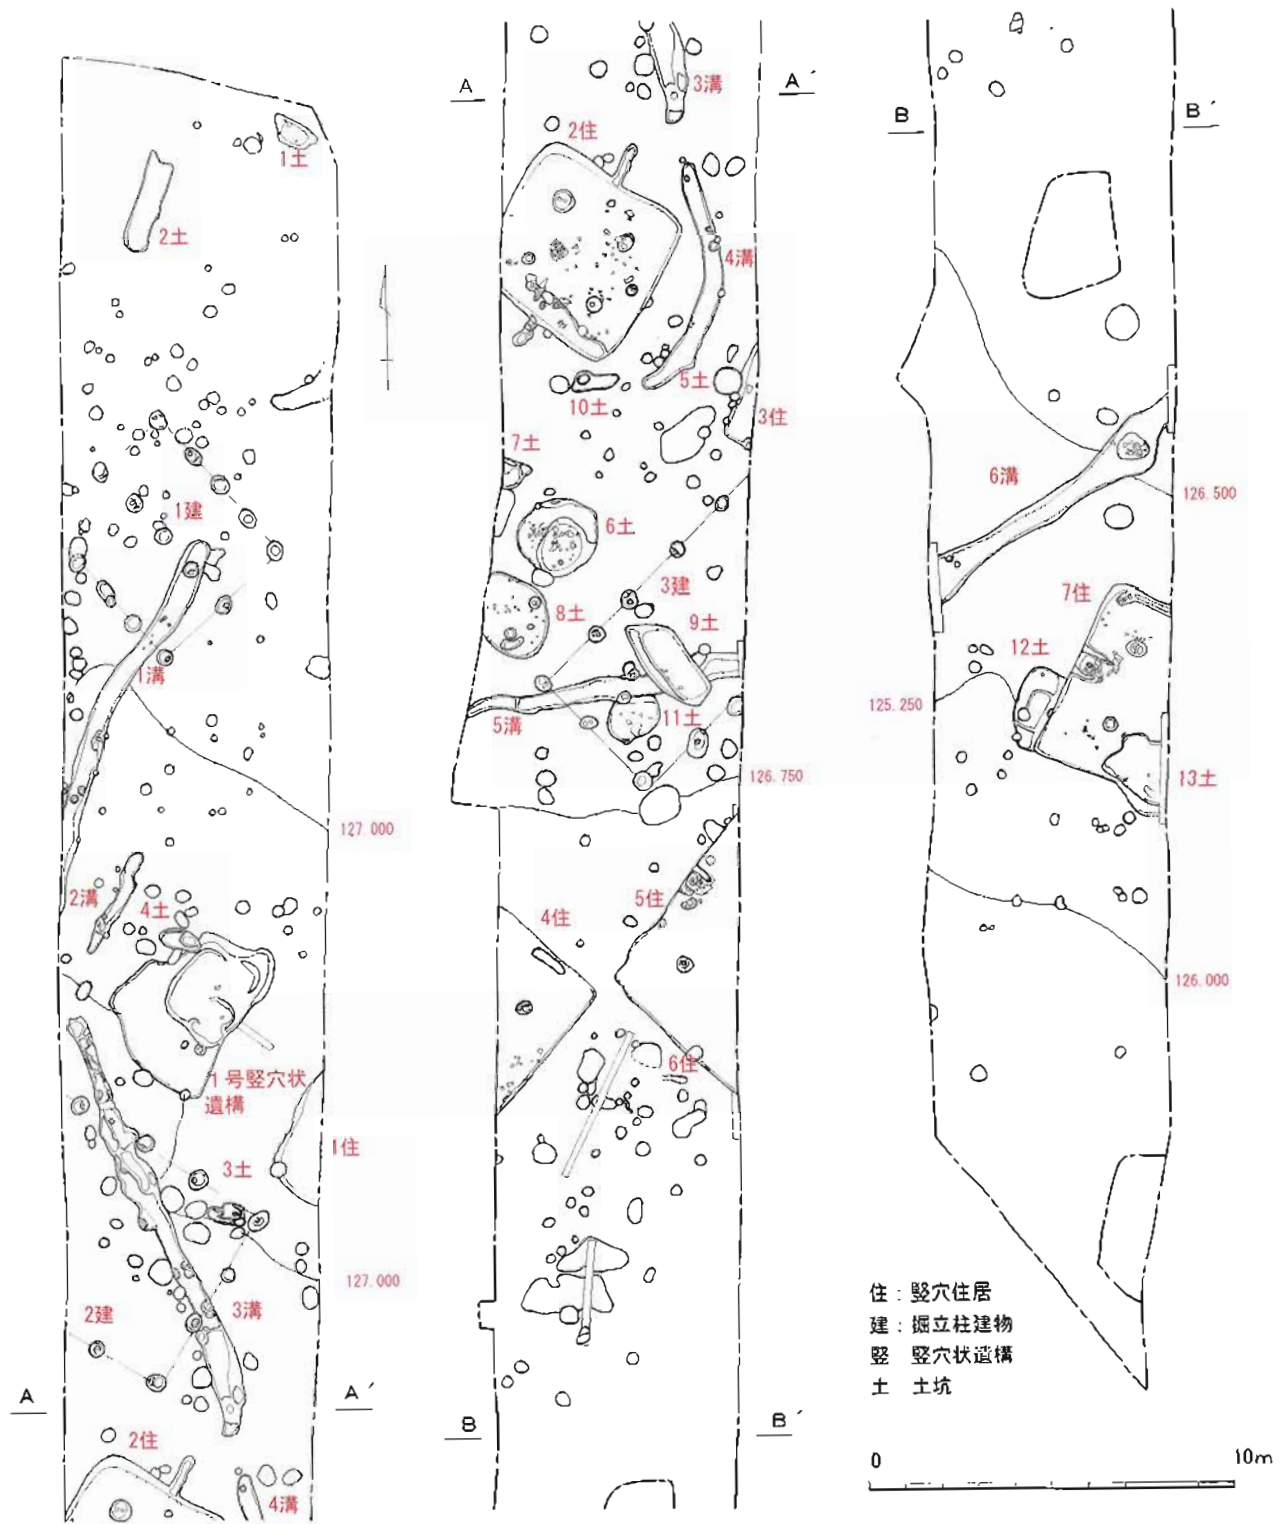 1土
2土
1建
1溝
127.000
2溝
4土
1号竪穴状
遺構
1住
3土
127.000
2建
3溝
A
A´
2住
4溝
A
A´
3溝
2住
4溝
5土
10土
3住
7土
6土
3建
8土
9土
5溝
11土
126.750
5住
4住
6住
B
B´
B
B´
6溝
126.500
7住
12土
125.250
13土
126.000
住：竪穴住居
建：掘立柱建物
竪 竪穴状遺構
土 土坑
0
10m